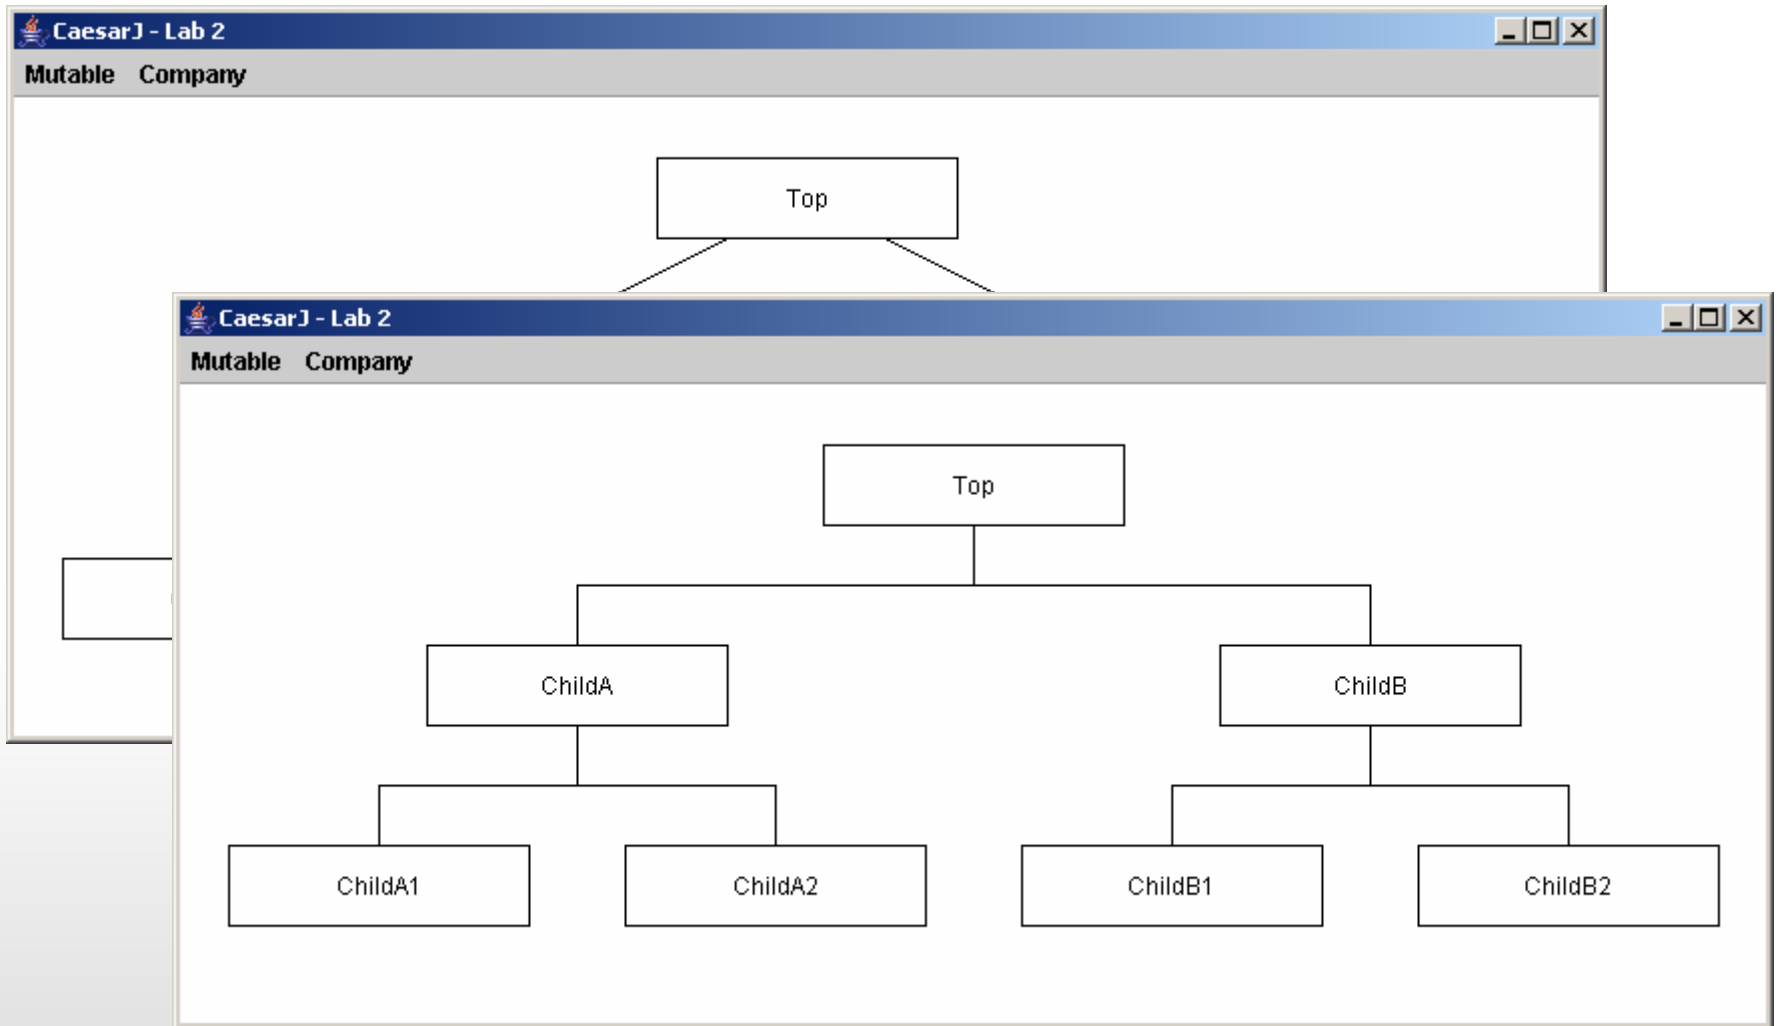 CaesarJ - Lab 2
Mutable Company
Top
CaesarJ - Lab 2
Mutable Company
Top
ChildA ChildB
ChildA1 ChildA2 ChildB1 ChildB2